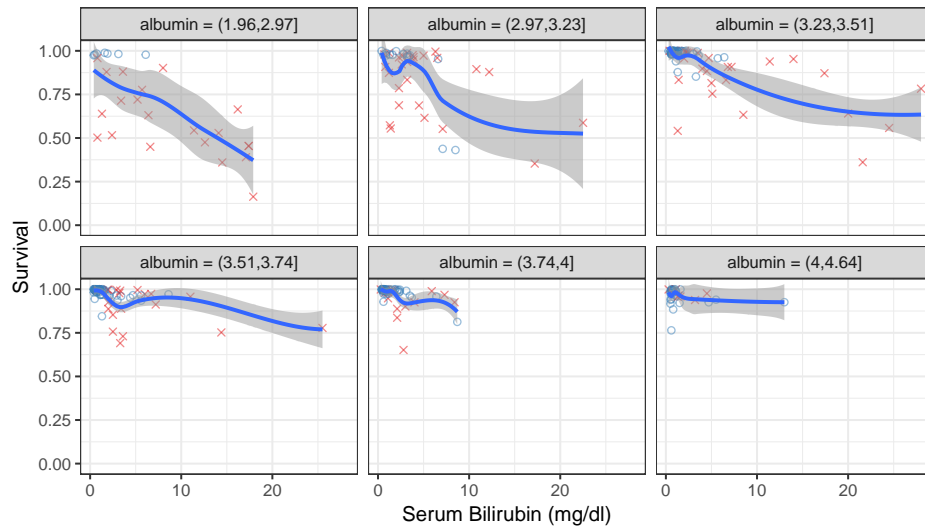 albumin = (1.96,2.97] albumin = (2.97,3.23] albumin = (3.23,3.51]
1.00
0.75
0.50
0.25
0.00
Survival
albumin = (3.51,3.74] albumin = (3.74,4] albumin = (4,4.64]
1.00
0.75
0.50
0.25
0.00
0 10 20 0 10 20 0 10 20
Serum Bilirubin (mg/dl)